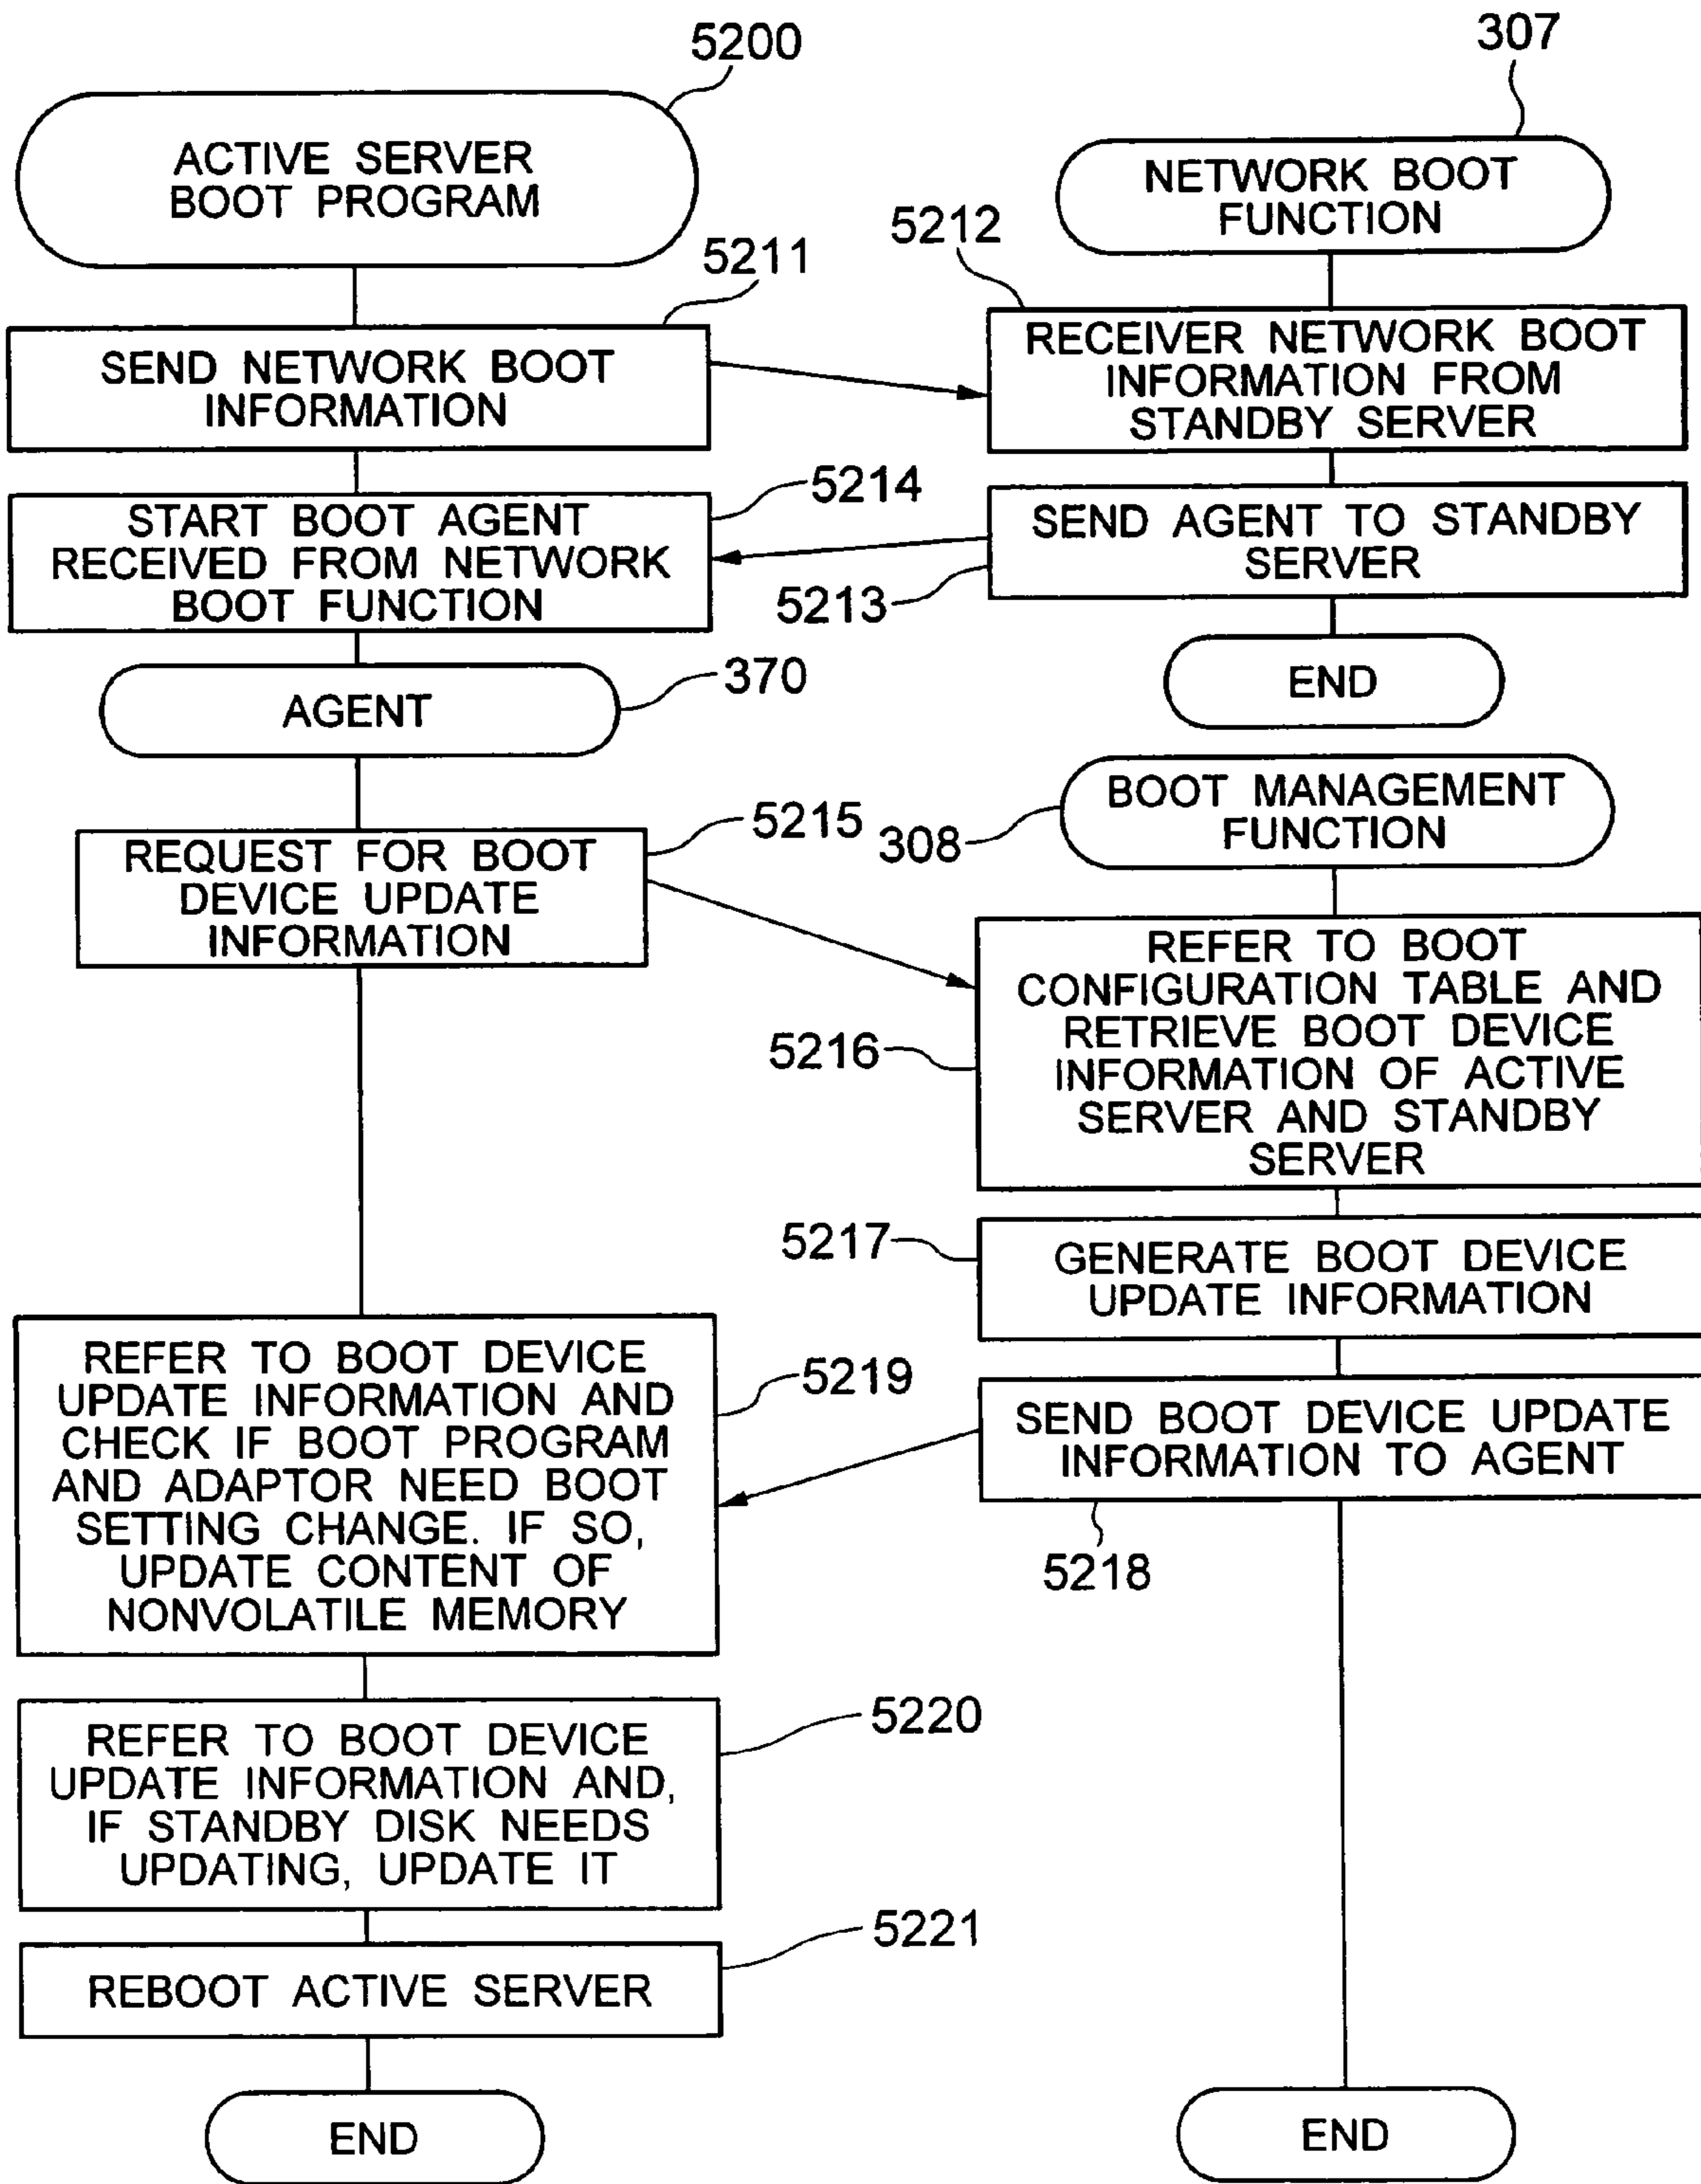 5200
ACTIVE SERVER
BOOT PROGRAM
307
NETWORK BOOT
FUNCTION
5211
SEND NETWORK BOOT
INFORMATION
5212
RECEIVER NETWORK BOOT
INFORMATION FROM
STANDBY SERVER
5214
START BOOT AGENT
RECEIVED FROM NETWORK
BOOT FUNCTION
SEND AGENT TO STANDBY
SERVER
5213
END
AGENT
370
BOOT MANAGEMENT
FUNCTION
308
5215
REQUEST FOR BOOT
DEVICE UPDATE
INFORMATION
REFER TO BOOT
CONFIGURATION TABLE AND
RETRIEVE BOOT DEVICE
INFORMATION OF ACTIVE
SERVER AND STANDBY
SERVER
5216
5217
GENERATE BOOT DEVICE
UPDATE INFORMATION
SEND BOOT DEVICE UPDATE
INFORMATION TO AGENT
5218
REFER TO BOOT DEVICE
UPDATE INFORMATION AND
CHECK IF BOOT PROGRAM
AND ADAPTOR NEED BOOT
SETTING CHANGE. IF SO,
UPDATE CONTENT OF
NONVOLATILE MEMORY
5219
REFER TO BOOT DEVICE
UPDATE INFORMATION AND,
IF STANDBY DISK NEEDS
UPDATING, UPDATE IT
5220
REBOOT ACTIVE SERVER
5221
END
END